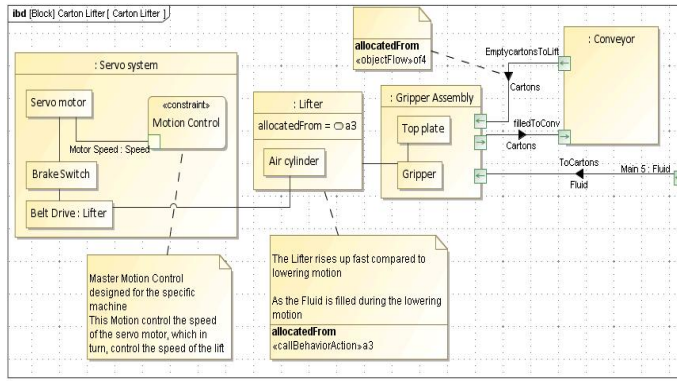 ibd [Block] Carton Lifter [ Carton Lifter ]
: Servo system
Servo motor
«constraint»
Motion Control
Motor Speed : Speed
BrakeSwitch
Belt Drive : Lifter
: Lifter
allocatedFrom = a3
Air cylinder
allocatedFrom
«objectFlow»of4
: Gripper Assembly
Top plate
Gripper
EmptycartonsToLift
Cartons
filledToConv
Cartons
: Conveyor
ToCartons
Fluid
Main 5 : Fluid
Master Motion Control
designed for the specific
machine
This Motion control the speed
of the servo motor, which in
turn, control the speed of the lift
The Lifter rises up fast compared to
lowering motion
As the Fluid is filled during the lowering
motion
allocatedFrom
«callBehaviorAction»a3